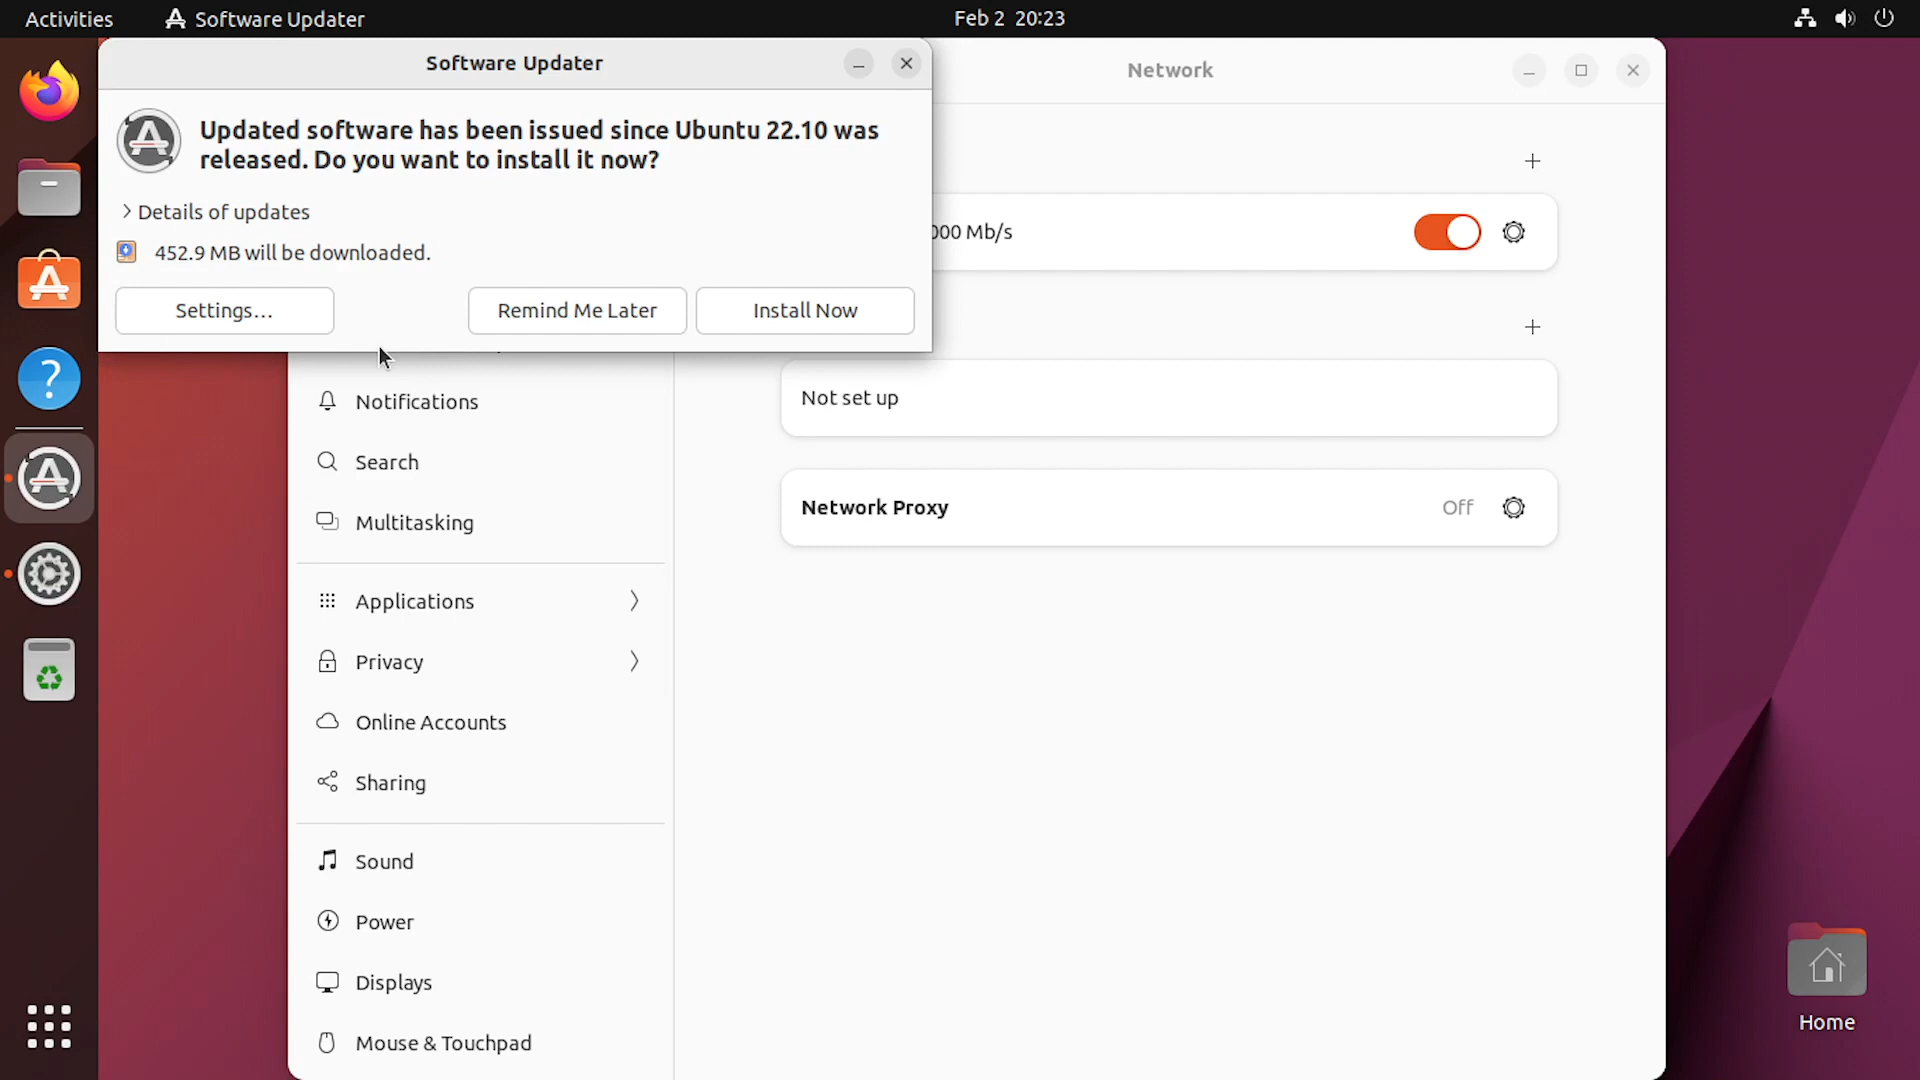 Activities
Software Updater
Feb 2 20:23
Software Updater
Updated software has been issued since Ubuntu 22.10 was
released. Do you want to install it now?
Details of updates
452.9 MB will be downloaded.
Settings...
Remind Me Later
Install Now
Network
000 Mb/s
Not set up
Network Proxy
Off
Notifications
Search
Multitasking
Applications
Privacy
Online Accounts
Sharing
Sound
Power
Displays
Mouse & Touchpad
Home